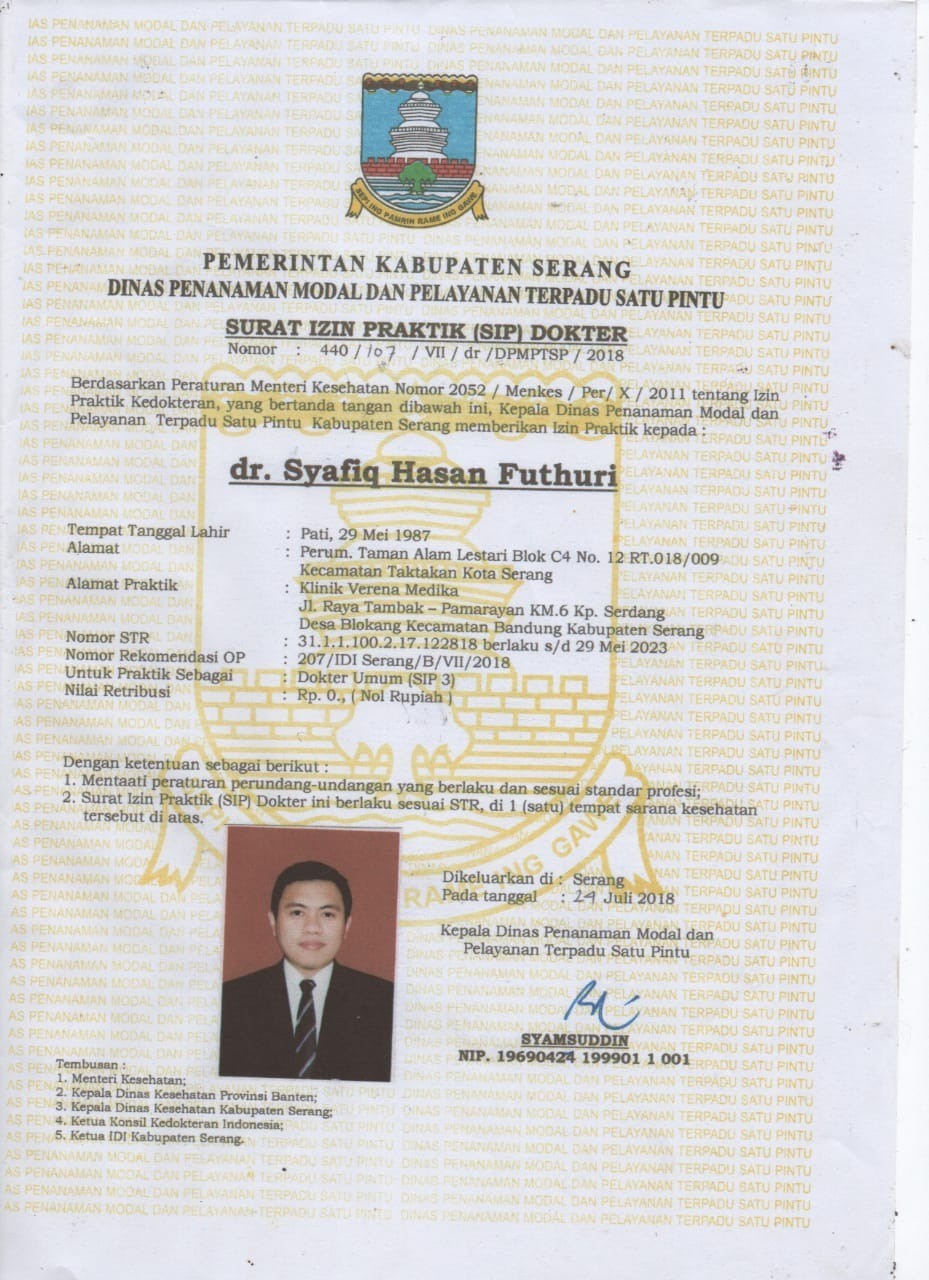 SEPI ING PAMRIH RAME ING GAWE
PEMERINTAN KABUPATEN SERANG
DINAS PENANAMAN MODAL DAN PELAYANAN TERPADU SATU PINTU
SURAT IZIN PRAKTIK (SIP) DOKTER
Nomor : 440 / 107 / VII / dr /DPMPTSP / 2018
Berdasarkan Peraturan Menteri Kesehatan Nomor 2052 / Menkes / Per/ X / 2011 tentang Izin
Praktik Kedokteran, yang bertanda tangan dibawah ini, Kepala Dinas Penanaman Modal dan
Pelayanan Terpadu Satu Pintu Kabupaten Serang memberikan Izin Praktik kepada :
dr. Syafiq Hasan Futhuri
Tempat Tanggal Lahir : Pati, 29 Mei 1987
Alamat : Perum. Taman Alam Lestari Blok C4 No. 12 RT.018/009
Kecamatan Taktakan Kota Serang
Alamat Praktik : Klinik Verena Medika
Jl. Raya Tambak – Pamarayan KM.6 Kp. Serdang
Desa Blokang Kecamatan Bandung Kabupaten Serang
Nomor STR : 31.1.1.100.2.17.122818 berlaku s/d 29 Mei 2023
Nomor Rekomendasi OP : 207/IDI Serang/B/VII/2018
Untuk Praktik Sebagai : Dokter Umum (SIP 3)
Nilai Retribusi : Rp. 0., ( Nol Rupiah )
Dengan ketentuan sebagai berikut :
1. Mentaati peraturan perundang-undangan yang berlaku dan sesuai standar profesi;
2. Surat Izin Praktik (SIP) Dokter ini berlaku sesuai STR, di 1 (satu) tempat sarana kesehatan
tersebut di atas.
Dikeluarkan di : Serang
Pada tanggal : 24 Juli 2018
Kepala Dinas Penanaman Modal dan
Pelayanan Terpadu Satu Pintu
SYAMSUDDIN
NIP. 19690424 199901 1 001
Tembusan :
1. Menteri Kesehatan;
2. Kepala Dinas Kesehatan Provinsi Banten;
3. Kepala Dinas Kesehatan Kabupaten Serang;
4. Ketua Konsil Kedokteran Indonesia;
5. Ketua IDI Kabupaten Serang.